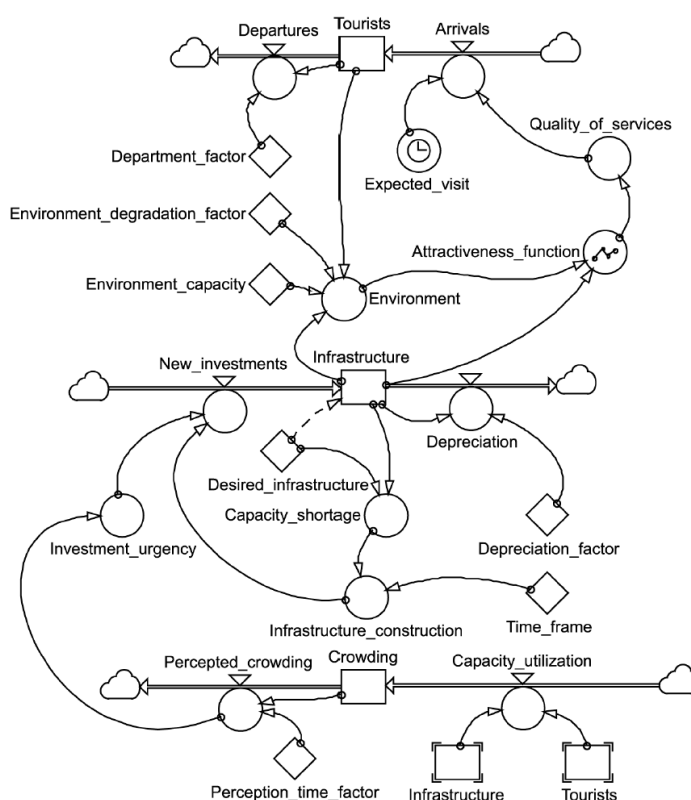 Departures
Tourists
Arrivals
Quality_of_services
Department_factor
Expected_visit
Environment_degradation_factor
Attractiveness_function
Environment_capacity
Environment
Infrastructure
New_investments
Depreciation
Desired_infrastructure
Capacity_shortage
Investment_urgency
Depreciation_factor
Infrastructure_construction
Time_frame
Percepted_crowding
Crowding
Capacity_utilization
Perception_time_factor
Infrastructure
Tourists